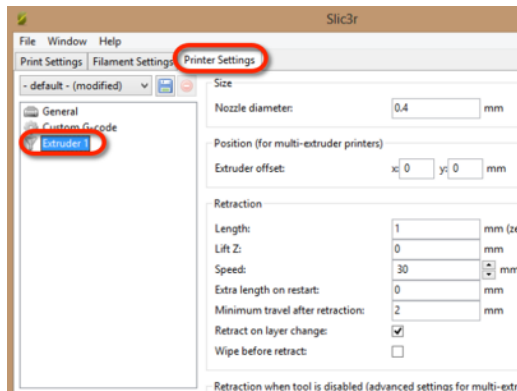 Slic3r
File Window Help
Print Settings Filament Settings Printer Settings
- default - (modified)
Size
General
Nozzle diameter: 0.4 mm
Custom G-code
Extruder 1
Position (for multi-extruder printers)
Extruder offset: x: 0 y: 0 mm
Retraction
Length: 1 mm (ze
Lift Z: 0 mm
Speed: 30 mm
Extra length on restart: 0 mm
Minimum travel after retraction: 2 mm
Retract on layer change:
Wipe before retract:
Retraction when tool is disabled (advanced settings for multi-extr